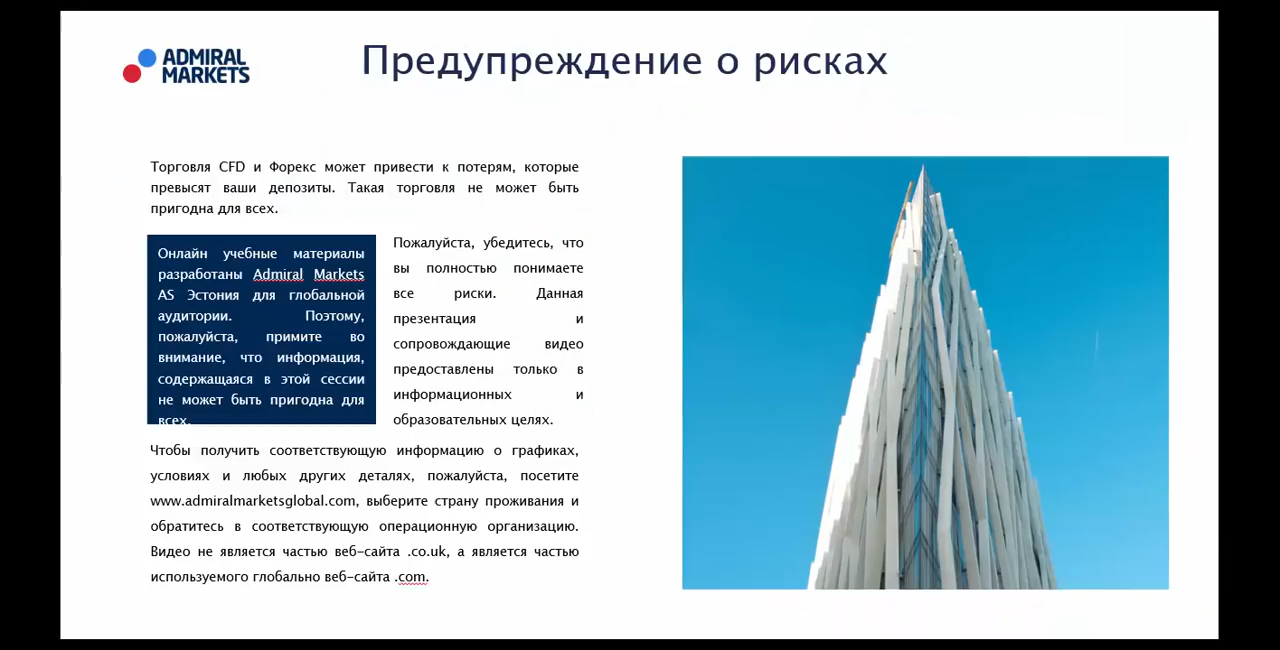 ADMIRAL
MARKETS
Предупреждение о рисках
Торговля CFD и Форекс может привести к потерям, которые
превысят ваши депозиты. Такая торговля не может быть
пригодна для всех.
Онлайн учебные материалы
разработаны Admiral Markets
AS Эстония для глобальной
аудитории. Поэтому,
пожалуйста, примите во
внимание, что информация,
содержащаяся в этой сессии
не может быть пригодна для
всех.
Пожалуйста, убедитесь, что
вы полностью понимаете
все риски. Данная
презентация и
сопровождающие видео
предоставлены только в
информационных и
образовательных целях.
Чтобы получить соответствующую информацию о графиках,
условиях и любых других деталях, пожалуйста, посетите
www.admiralmarketsglobal.com, выберите страну проживания и
обратитесь в соответствующую операционную организацию.
Видео не является частью веб-сайта .co.uk, а является частью
используемого глобально веб-сайта .com.